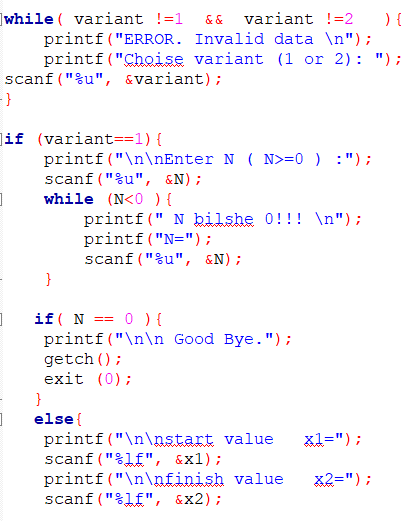 while( variant !=1  &&  variant !=2   ){
    printf("ERROR. Invalid data \n");
    printf("Choise variant (1 or 2): ");
scanf("%u", &variant);
}
if (variant==1){
    printf("\n\nEnter N ( N>=0 ) :");
    scanf("%u", &N);
    while (N<0 ){
        printf(" N bilshe 0!!! \n");
        printf("N=");
        scanf("%u", &N);
    }
   if( N == 0 ){
    printf("\n\n Good Bye.");
    getch();
    exit (0);
   }
   else{
    printf("\n\nstart value   x1=");
    scanf("%lf", &x1);
    printf("\n\nfinish value   x2=");
    scanf("%lf", &x2);